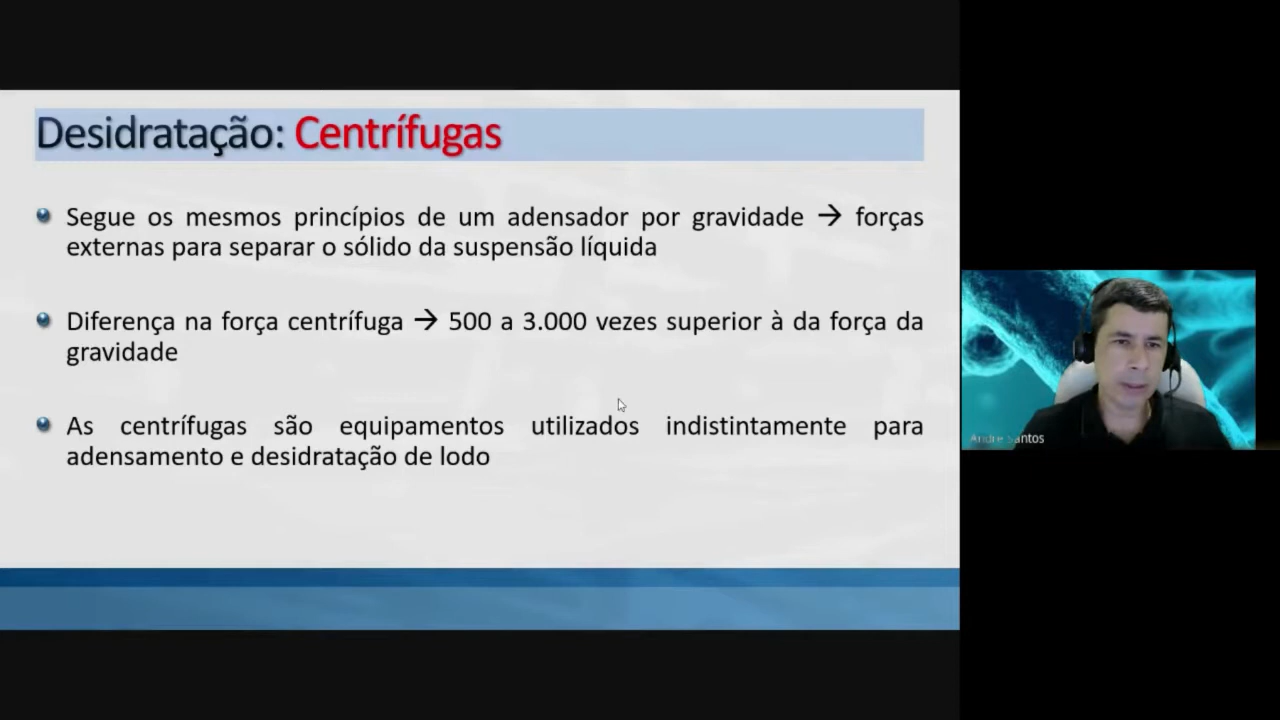 Desidratação: Centrífugas
Segue os mesmos princípios de um adensador por gravidade → forças
externas para separar o sólido da suspensão líquida
Diferença na força centrífuga → 500 a 3.000 vezes superior à da força da
gravidade
As centrífugas são equipamentos utilizados indistintamente para
adensamento e desidratação de lodo
Andre Santos